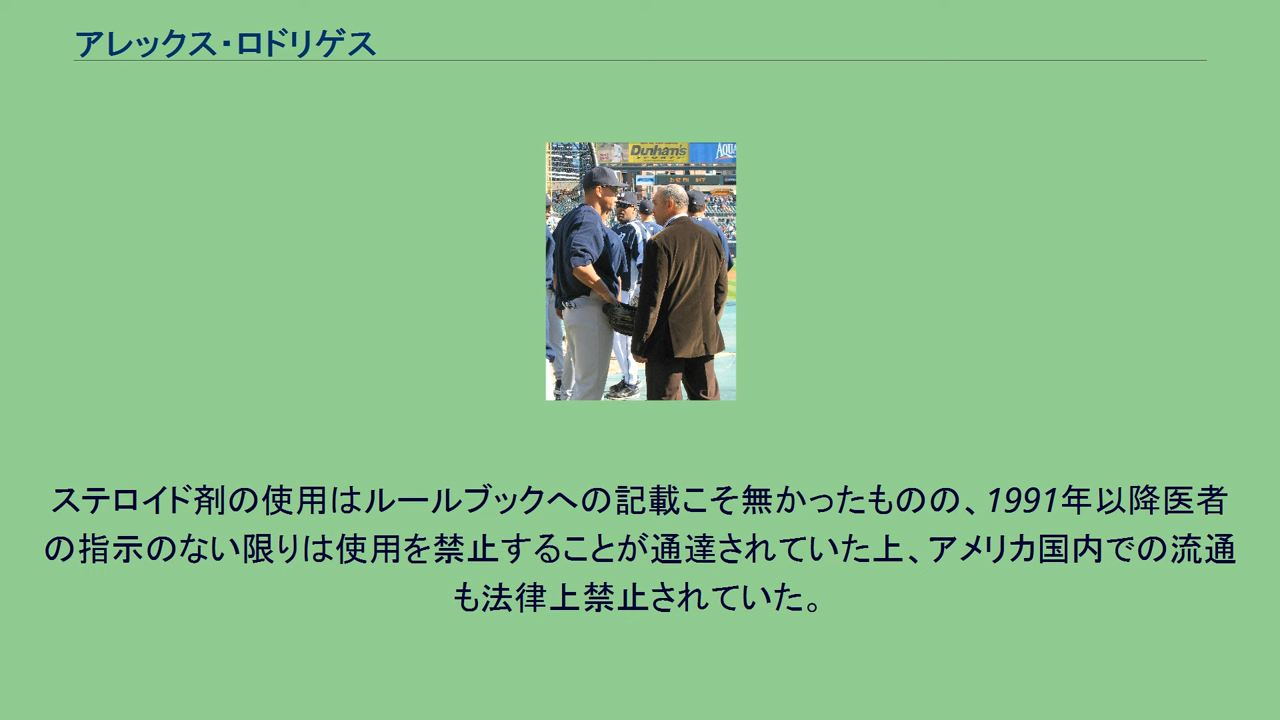 アレックス・ロドリゲス
Dunham's
SPORTS
AQUA
ステロイド剤の使用はルールブックへの記載こそ無かったものの、1991年以降医者
の指示のない限りは使用を禁止することが通達されていた上、アメリカ国内での流通
も法律上禁止されていた。